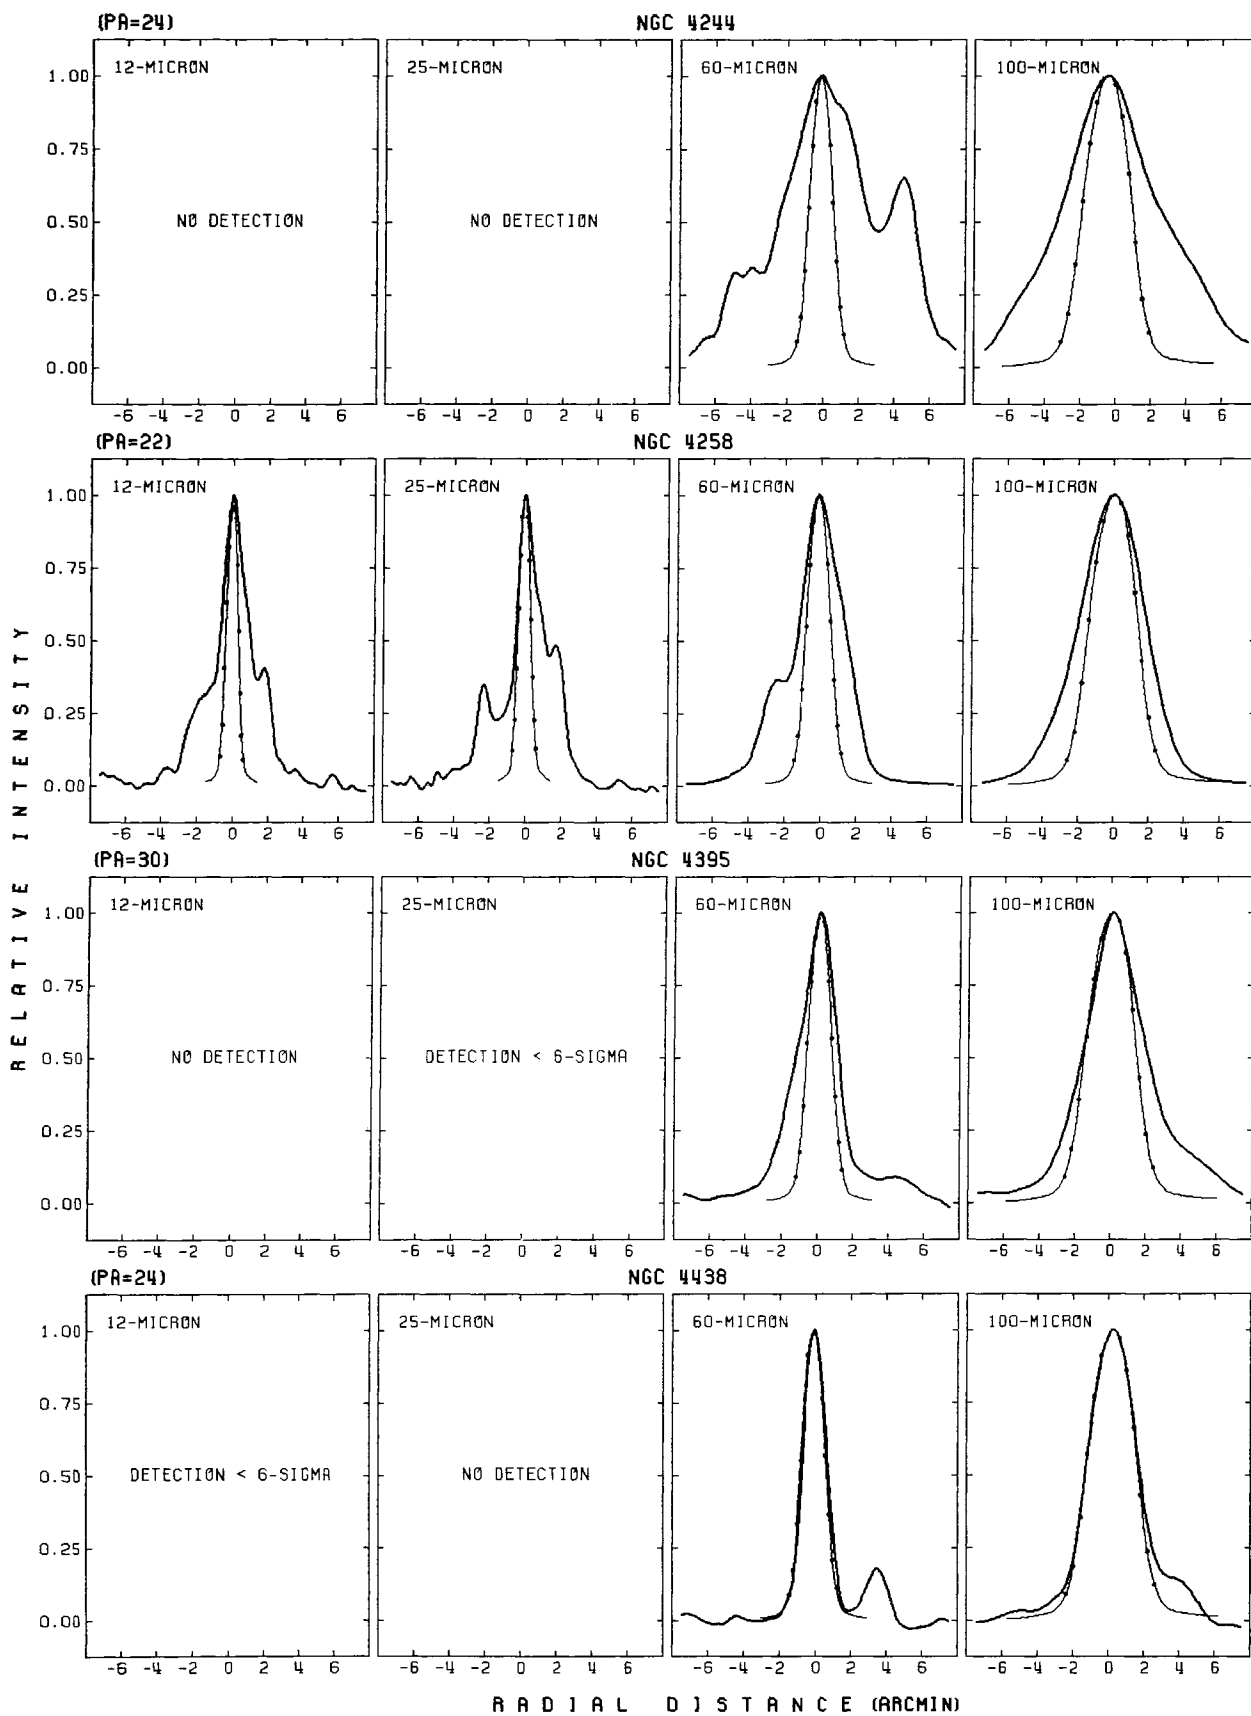 (PA=24) NGC 4244
12-MICRON 25-MICRON 60-MICRON 100-MICRON
1.00
0.75
NO DETECTION NO DETECTION
0.50
0.25
0.00
-6 -4 -2 0 2 4 6 -6 -4 -2 0 2 4 6 -6 -4 -2 0 2 4 6 -6 -4 -2 0 2 4 6
(PA=22) NGC 4258
12-MICRON 25-MICRON 60-MICRON 100-MICRON
1.00
0.75
0.50
0.25
0.00
-6 -4 -2 0 2 4 6 -6 -4 -2 0 2 4 6 -6 -4 -2 0 2 4 6 -6 -4 -2 0 2 4 6
(PA=30) NGC 4395
12-MICRON 25-MICRON 60-MICRON 100-MICRON
1.00
0.75
NO DETECTION DETECTION < 6-SIGMA
0.50
0.25
0.00
-6 -4 -2 0 2 4 6 -6 -4 -2 0 2 4 6 -6 -4 -2 0 2 4 6 -6 -4 -2 0 2 4 6
(PA=24) NGC 4438
12-MICRON 25-MICRON 60-MICRON 100-MICRON
1.00
0.75
DETECTION < 6-SIGMA NO DETECTION
0.50
0.25
0.00
-6 -4 -2 0 2 4 6 -6 -4 -2 0 2 4 6 -6 -4 -2 0 2 4 6 -6 -4 -2 0 2 4 6
RELATIVE INTENSITY
RADIAL DISTANCE (ARCMIN)